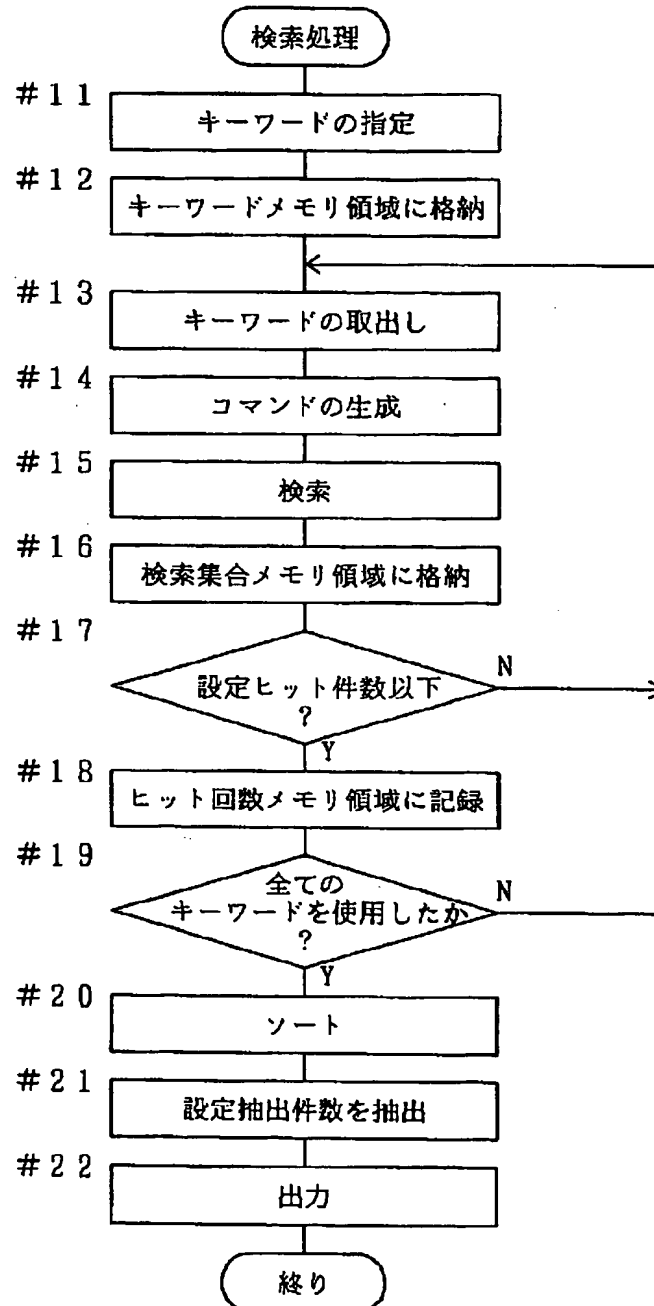 検索処理
#11
キーワードの指定
#12
キーワードメモリ領域に格納
#13
キーワードの取出し
#14
コマンドの生成
#15
検索
#16
検索集合メモリ領域に格納
#17
設定ヒット件数以下
?
N
Y
#18
ヒット回数メモリ領域に記録
#19
全ての
キーワードを使用したか
?
N
Y
#20
ソート
#21
設定抽出件数を抽出
#22
出力
終り